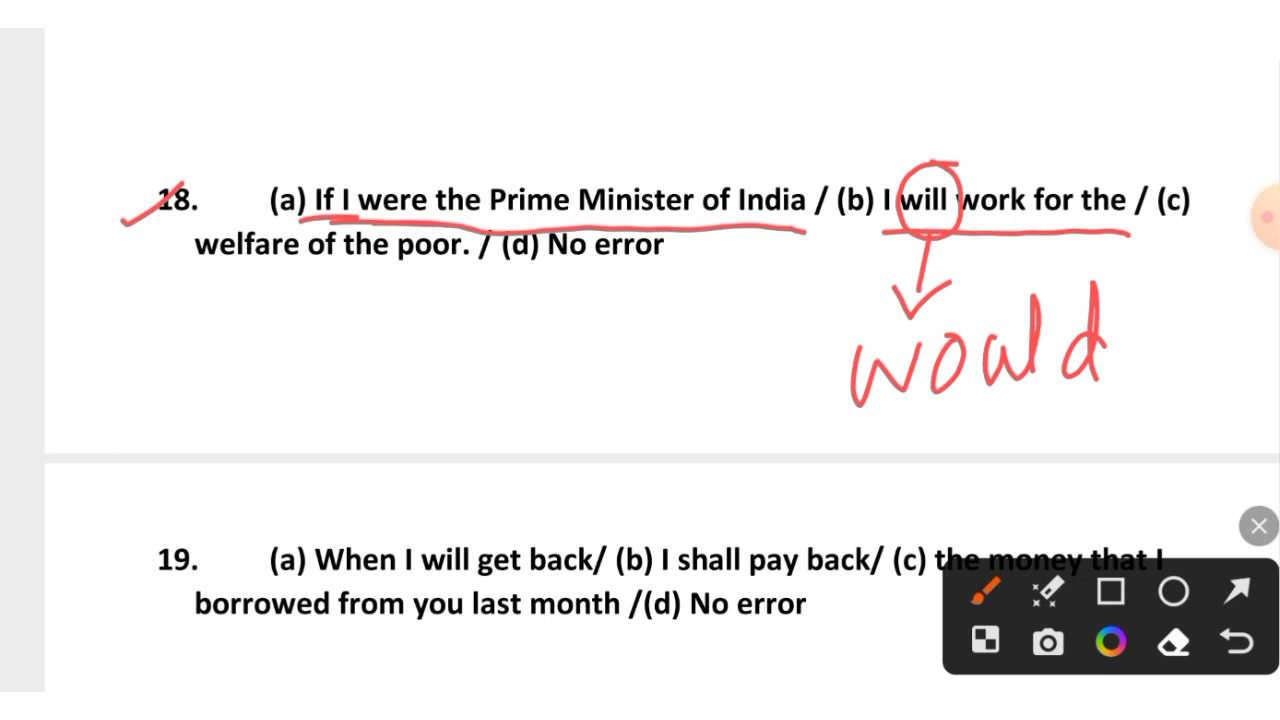 18. (a) If I were the Prime Minister of India / (b) I will work for the / (c)
welfare of the poor. / (d) No error
would
19. (a) When I will get back/ (b) I shall pay back/ (c) the money that I
borrowed from you last month /(d) No error